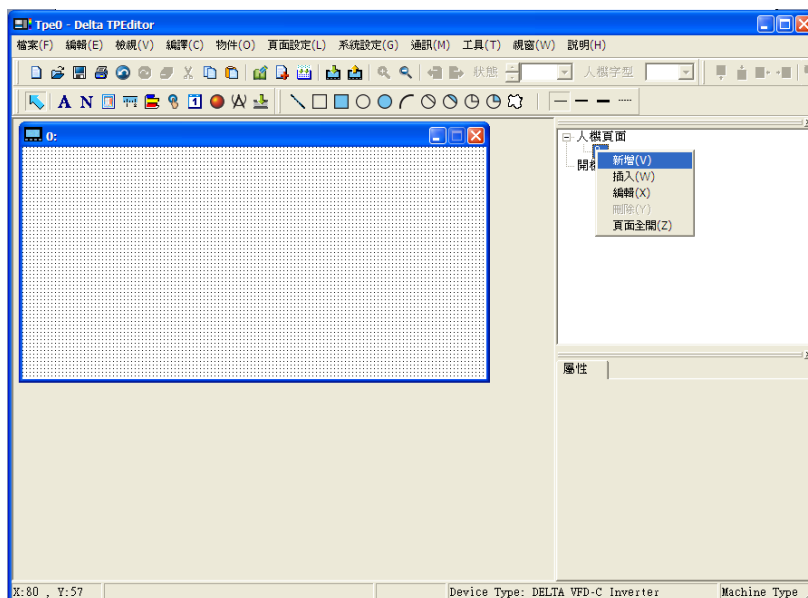 Tpe0 - Delta TPEditor
檔案(F) 編輯(E) 檢視(V) 編譯(C) 物件(O) 頁面設定(L) 系統設定(G) 通訊(M) 工具(T) 視窗(W) 說明(H)
狀態 人機字型
A N 1
0:
人機頁面
新增(V)
開機
插入(W)
編輯(X)
刪除(Y)
頁面全開(Z)
屬性
X:80 , Y:57 Device Type: DELTA VFD-C Inverter Machine Type